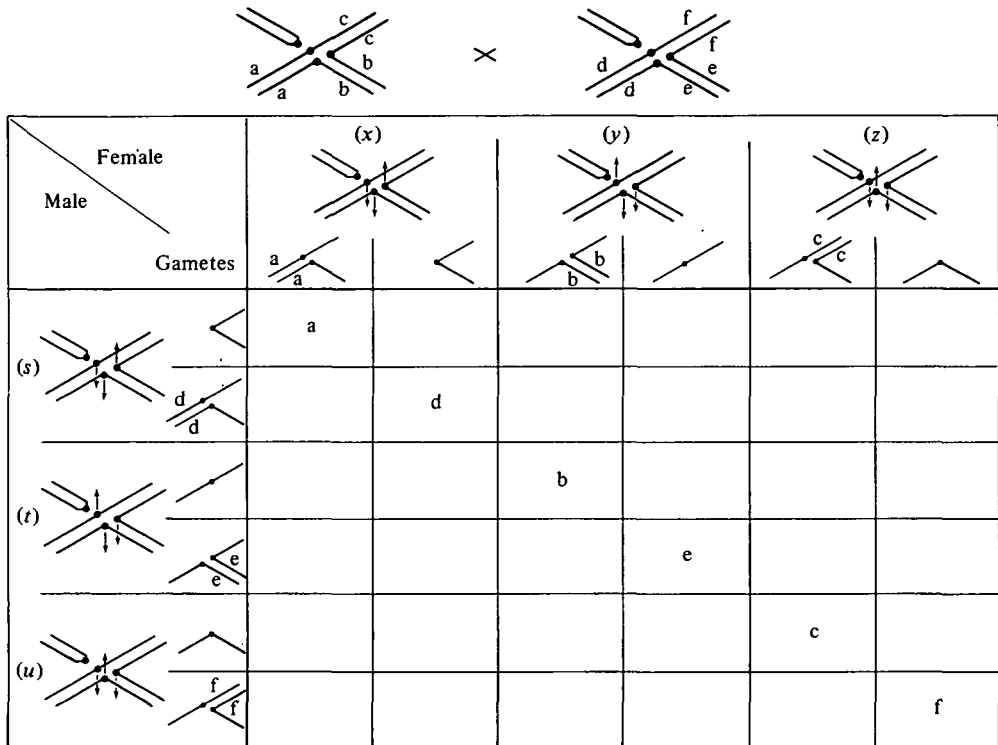 c f
c f
a b d e
a b d e
(x) (y) (z)
Female
Male
Gametes
a a b b c c
a
(s)
d d
d
b
(t)
e e
e
c
(u)
f f
f